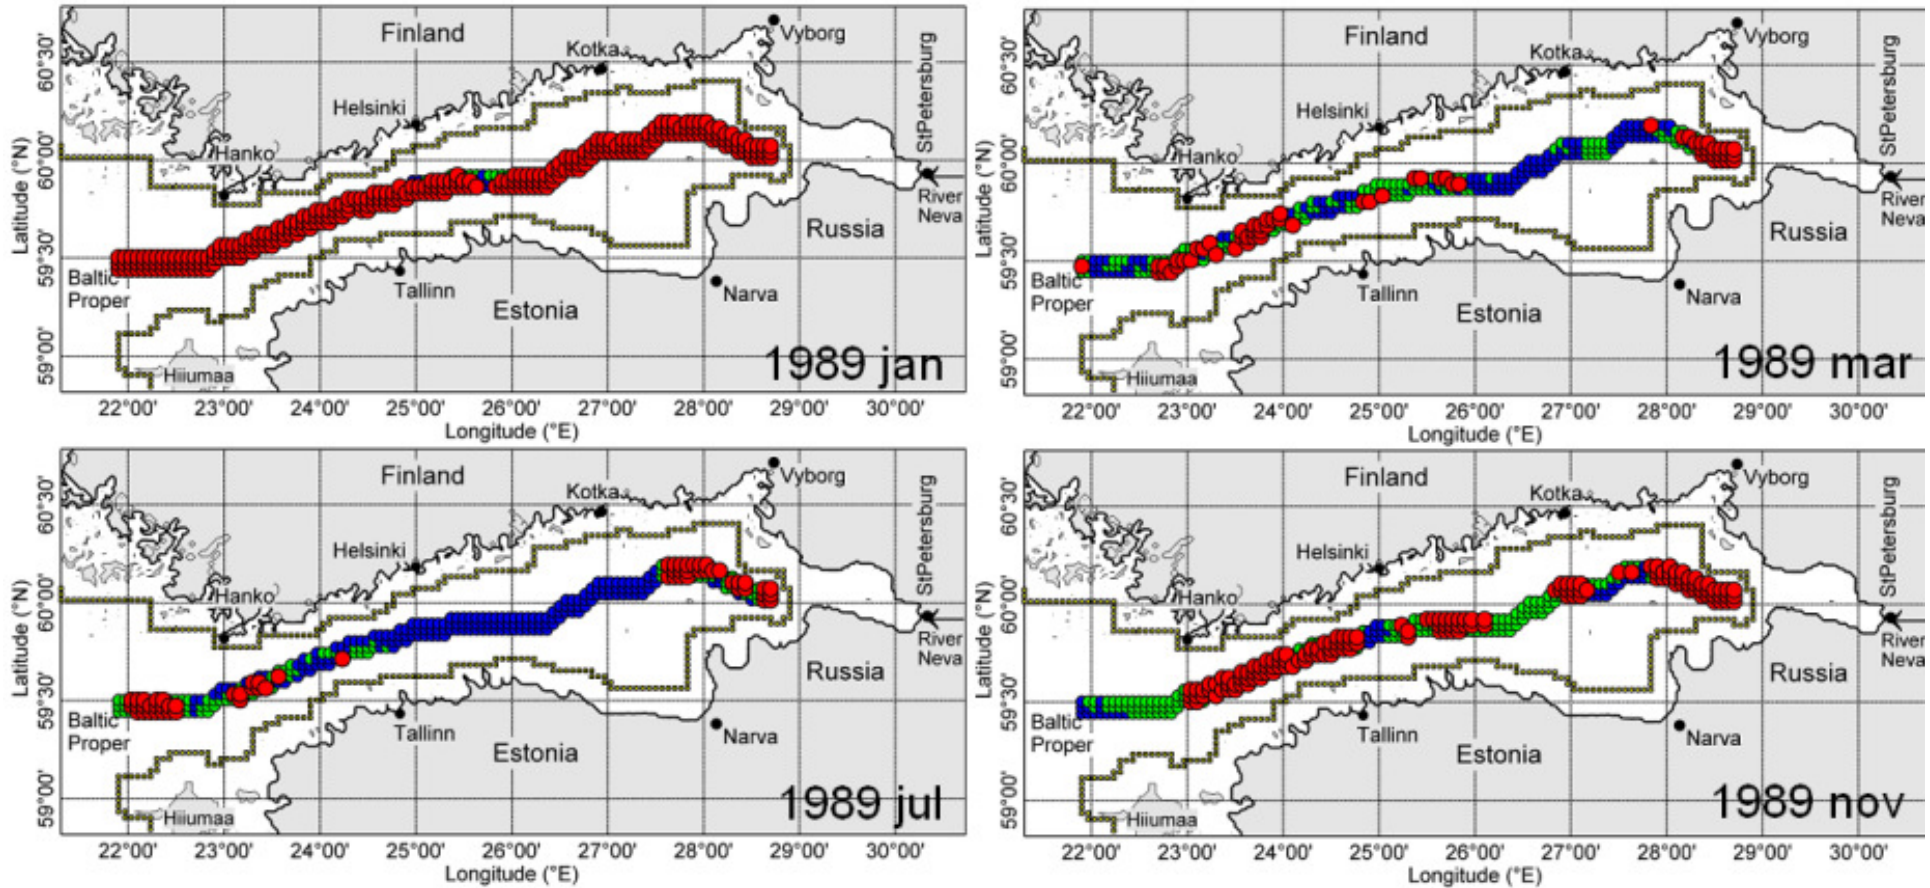 Finland
Vyborg
Kotka
StPetersburg
Helsinki
Hanko
River
Neva
Russia
Baltic
Proper
Tallinn
Narva
Estonia
Hiiumaa
1989 jan
60°30'
60°00'
59°30'
59°00'
Latitude (°N)
22°00' 23°00' 24°00' 25°00' 26°00' 27°00' 28°00' 29°00' 30°00'
Longitude (°E)
Finland
Vyborg
Kotka
StPetersburg
Helsinki
Hanko
River
Neva
Russia
Baltic
Proper
Tallinn
Narva
Estonia
Hiiumaa
1989 mar
60°30'
60°00'
59°30'
59°00'
Latitude (°N)
22°00' 23°00' 24°00' 25°00' 26°00' 27°00' 28°00' 29°00' 30°00'
Longitude (°E)
Finland
Vyborg
Kotka
StPetersburg
Helsinki
Hanko
River
Neva
Russia
Baltic
Proper
Tallinn
Narva
Estonia
Hiiumaa
1989 jul
60°30'
60°00'
59°30'
59°00'
Latitude (°N)
22°00' 23°00' 24°00' 25°00' 26°00' 27°00' 28°00' 29°00' 30°00'
Longitude (°E)
Finland
Vyborg
Kotka
StPetersburg
Helsinki
Hanko
River
Neva
Russia
Baltic
Proper
Tallinn
Narva
Estonia
Hiiumaa
1989 nov
60°30'
60°00'
59°30'
59°00'
Latitude (°N)
22°00' 23°00' 24°00' 25°00' 26°00' 27°00' 28°00' 29°00' 30°00'
Longitude (°E)